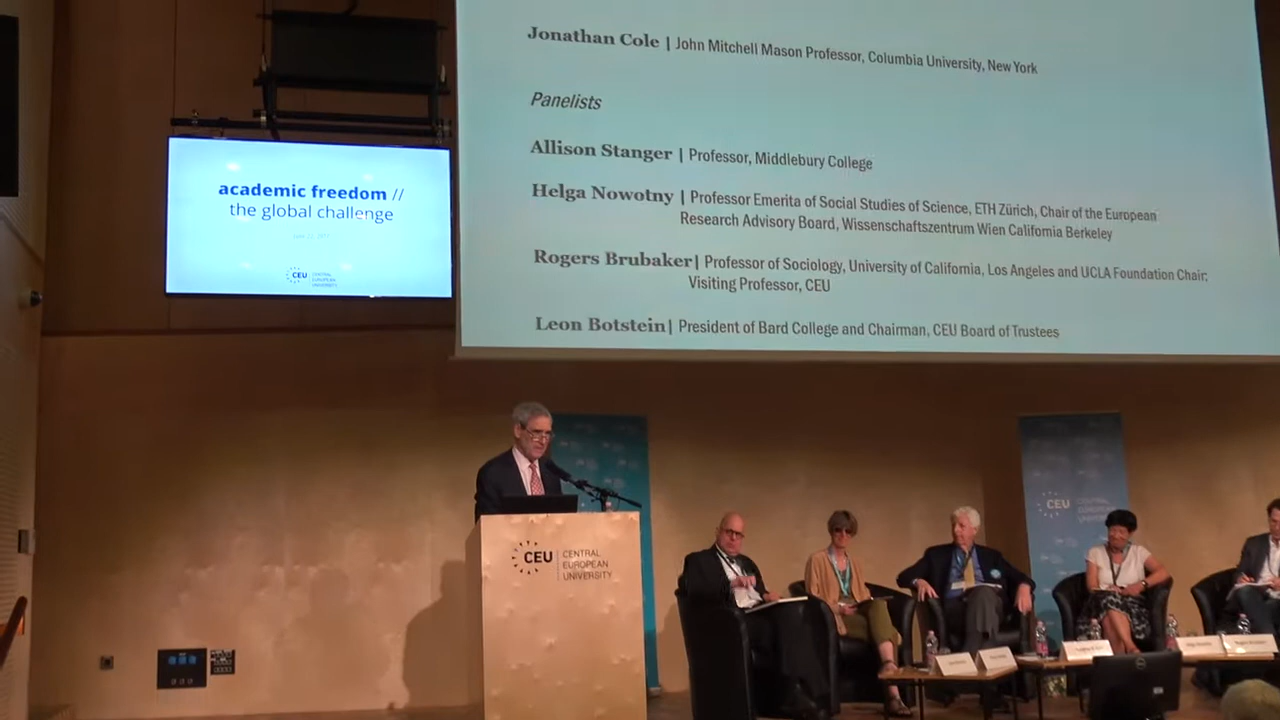 Jonathan Cole | John Mitchell Mason Professor, Columbia University, New York
Panelists
Allison Stanger | Professor, Middlebury College
Helga Nowotny | Professor Emerita of Social Studies of Science, ETH Zürich, Chair of the European
Research Advisory Board, Wissenschaftszentrum Wien California Berkeley
Rogers Brubaker| Professor of Sociology, University of California, Los Angeles and UCLA Foundation Chair;
Visiting Professor, CEU
Leon Botstein| President of Bard College and Chairman, CEU Board of Trustees
academic freedom //
the global challenge
CEU
CENTRAL
EUROPEAN
UNIVERSITY
CEU
CENTRAL
EUROPEAN
UNIVERSITY
CEU
CENTRAL
EUROPEAN
UNIVERSITY